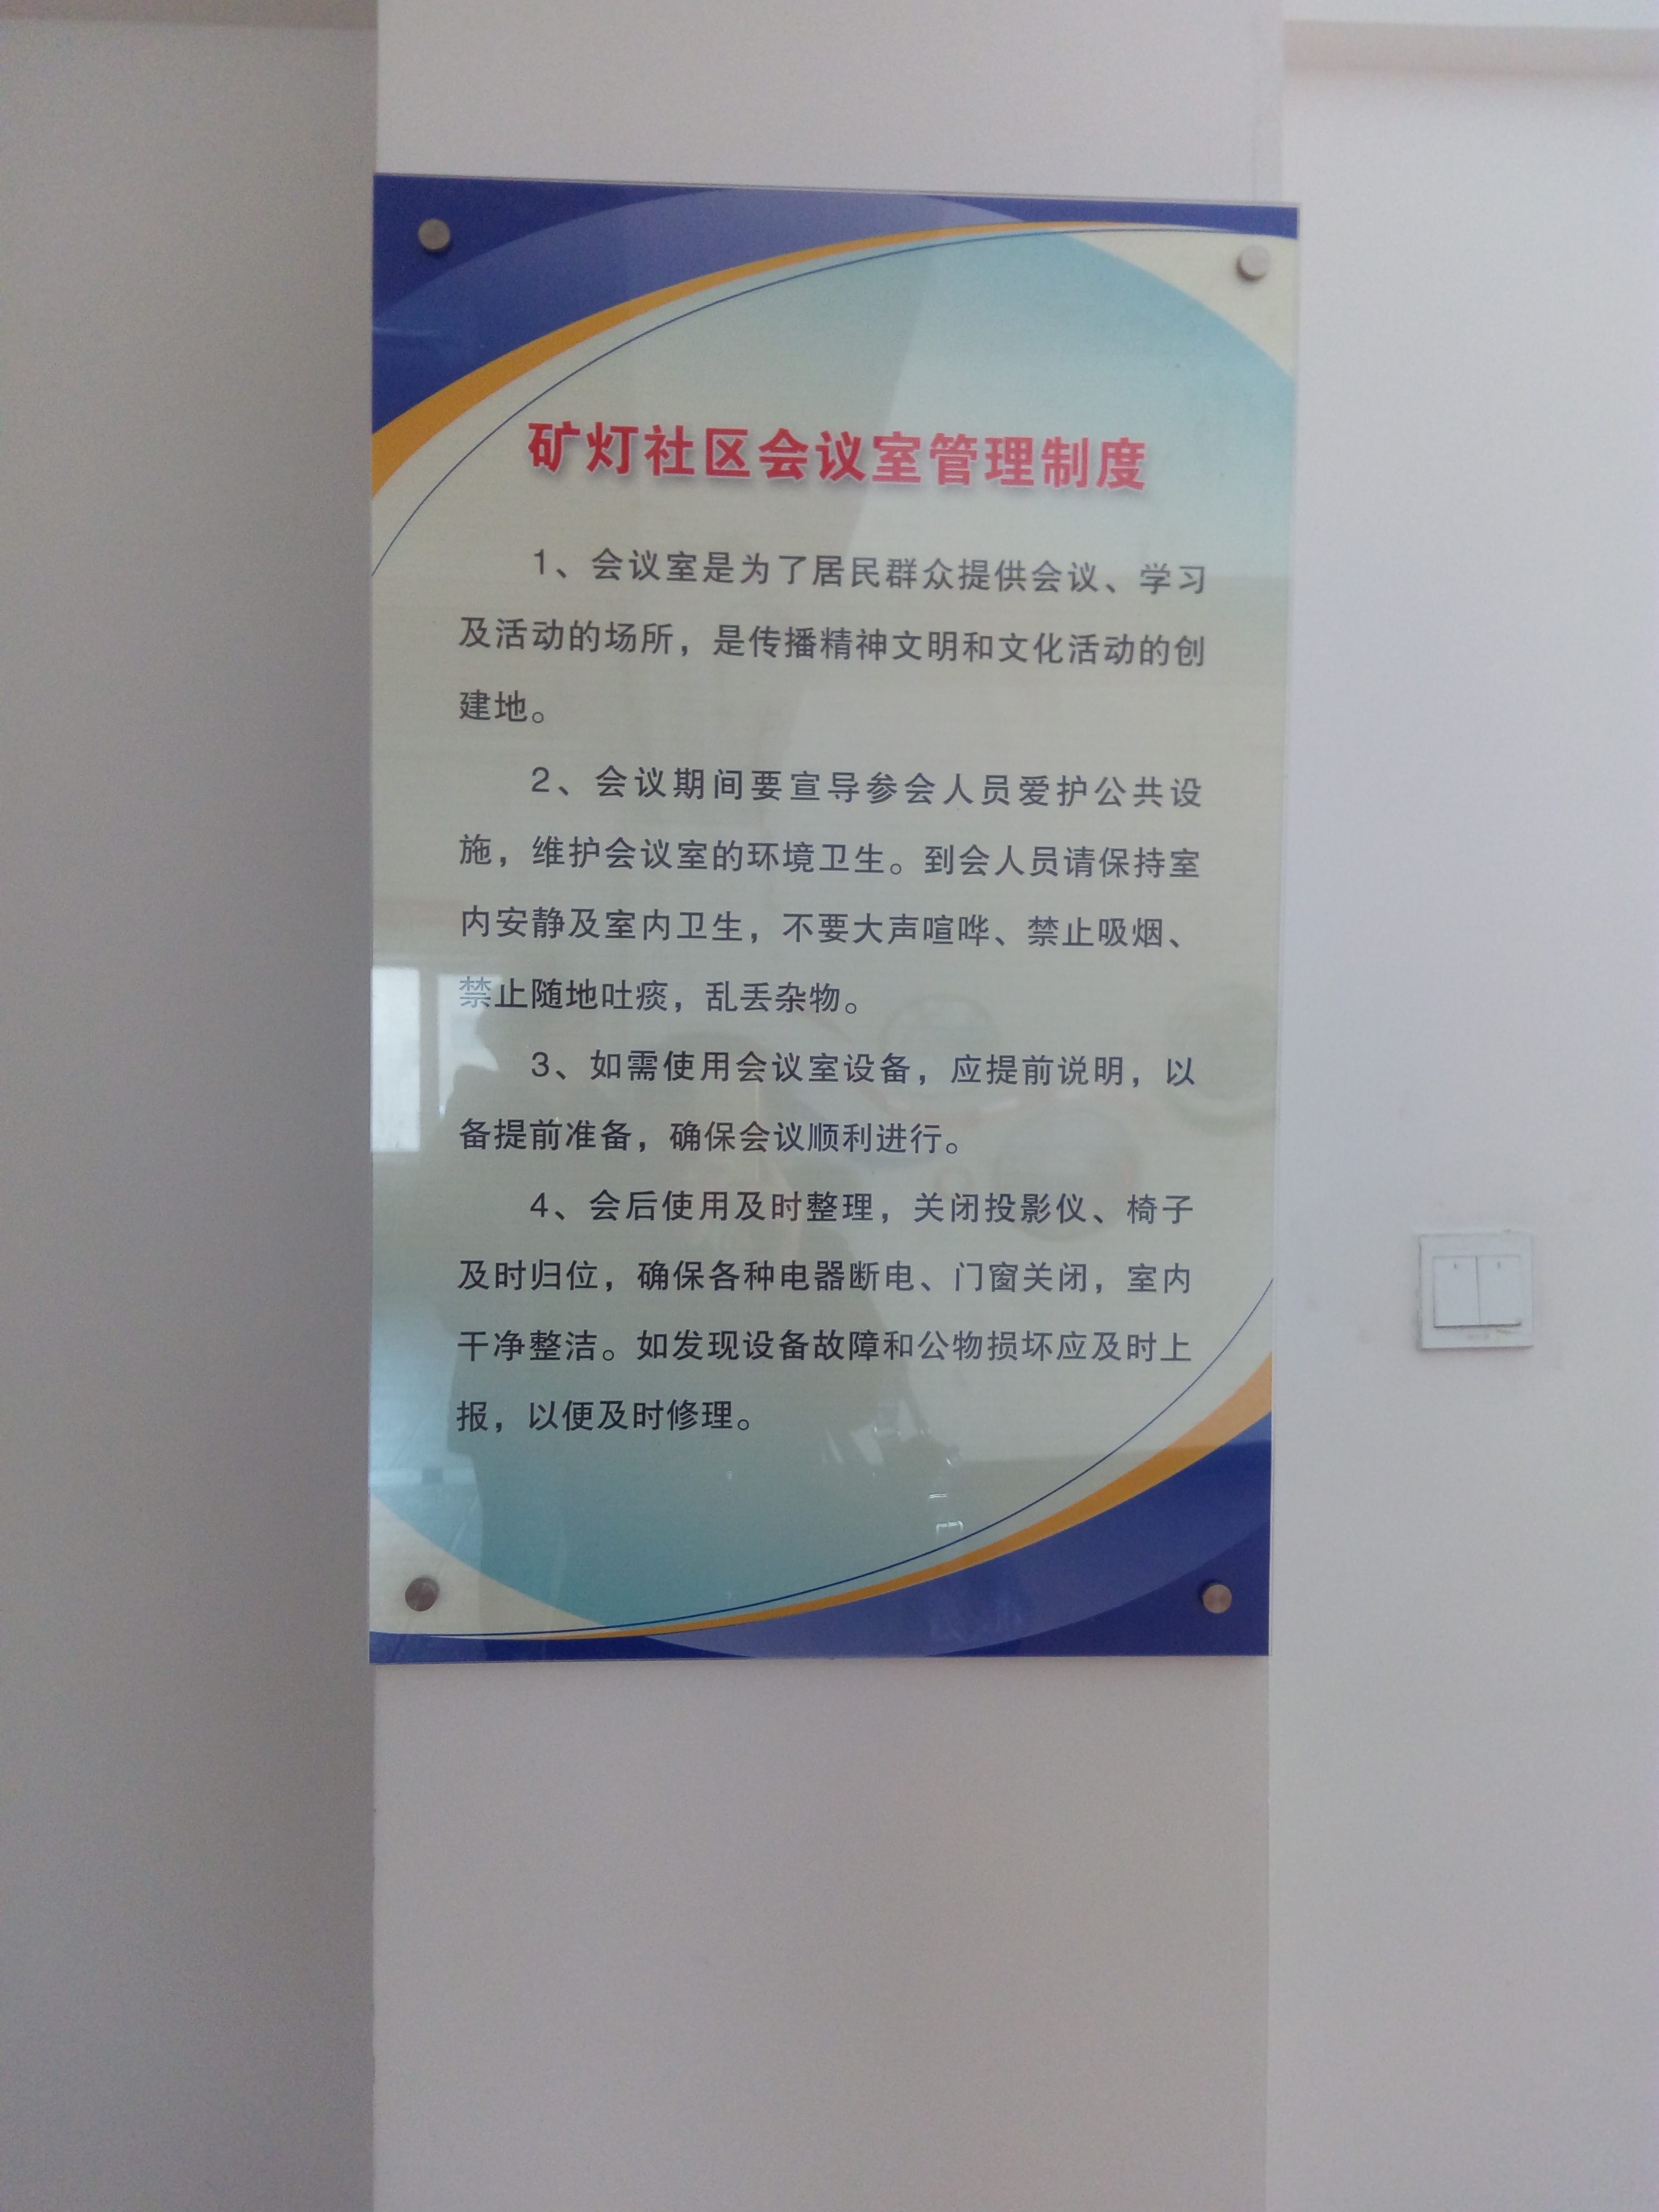 矿灯社区会议室管理制度
1、会议室是为了居民群众提供会议、学习
及活动的场所，是传播精神文明和文化活动的创
建地。
2、会议期间要宣导参会人员爱护公共设
施，维护会议室的环境卫生。到会人员请保持室
内安静及室内卫生，不要大声喧哗、禁止吸烟、
禁止随地吐痰，乱丢杂物。
3、如需使用会议室设备，应提前说明，以
备提前准备，确保会议顺利进行。
4、会后使用及时整理，关闭投影仪、椅子
及时归位，确保各种电器断电、门窗关闭，室内
干净整洁。如发现设备故障和公物损坏应及时上
报，以便及时修理。